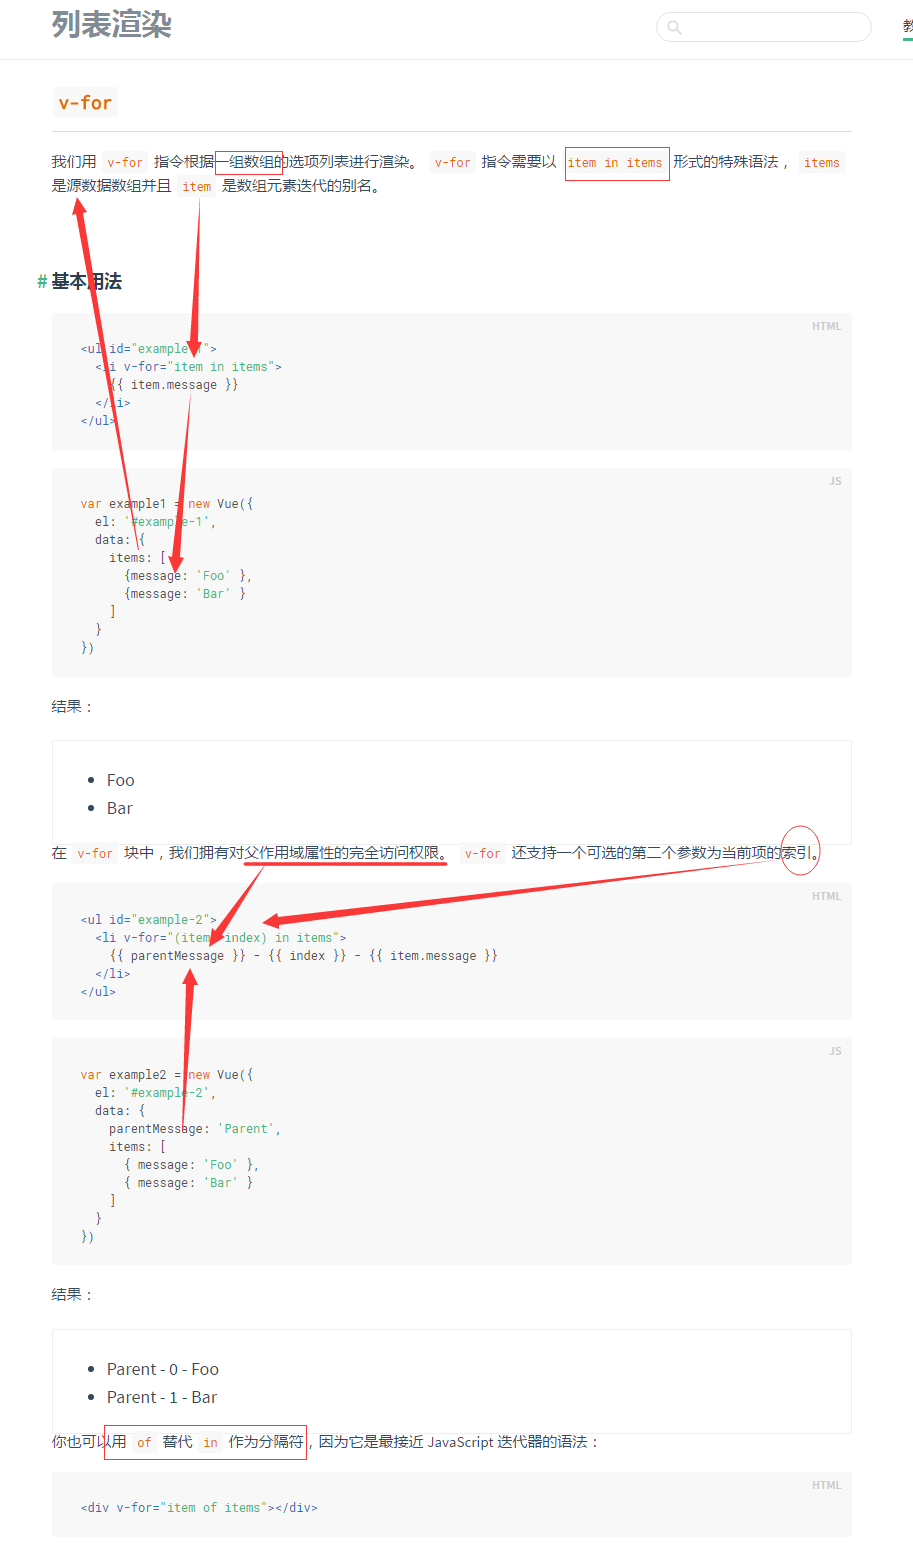 列表渲染
v-for
我们用 v-for 指令根据一组数组的选项列表进行渲染。 v-for 指令需要以 item in items 形式的特殊语法， items
是源数据数组并且 item 是数组元素迭代的别名。
# 基本用法
HTML
<ul id="example-1">
<li v-for="item in items">
{{ item.message }}
</li>
</ul>
JS
var example1 = new Vue({
el: '#example-1',
data: {
items: [
{message: 'Foo' },
{message: 'Bar' }
]
}
})
结果：
Foo
Bar
在 v-for 块中，我们拥有对父作用域属性的完全访问权限。 v-for 还支持一个可选的第二个参数为当前项的索引。
HTML
<ul id="example-2">
<li v-for="(item, index) in items">
{{ parentMessage }} - {{ index }} - {{ item.message }}
</li>
</ul>
JS
var example2 = new Vue({
el: '#example-2',
data: {
parentMessage: 'Parent',
items: [
{ message: 'Foo' },
{ message: 'Bar' }
]
}
})
结果：
Parent - 0 - Foo
Parent - 1 - Bar
你也可以用 of 替代 in 作为分隔符，因为它是最接近 JavaScript 迭代器的语法：
HTML
<div v-for="item of items"></div>